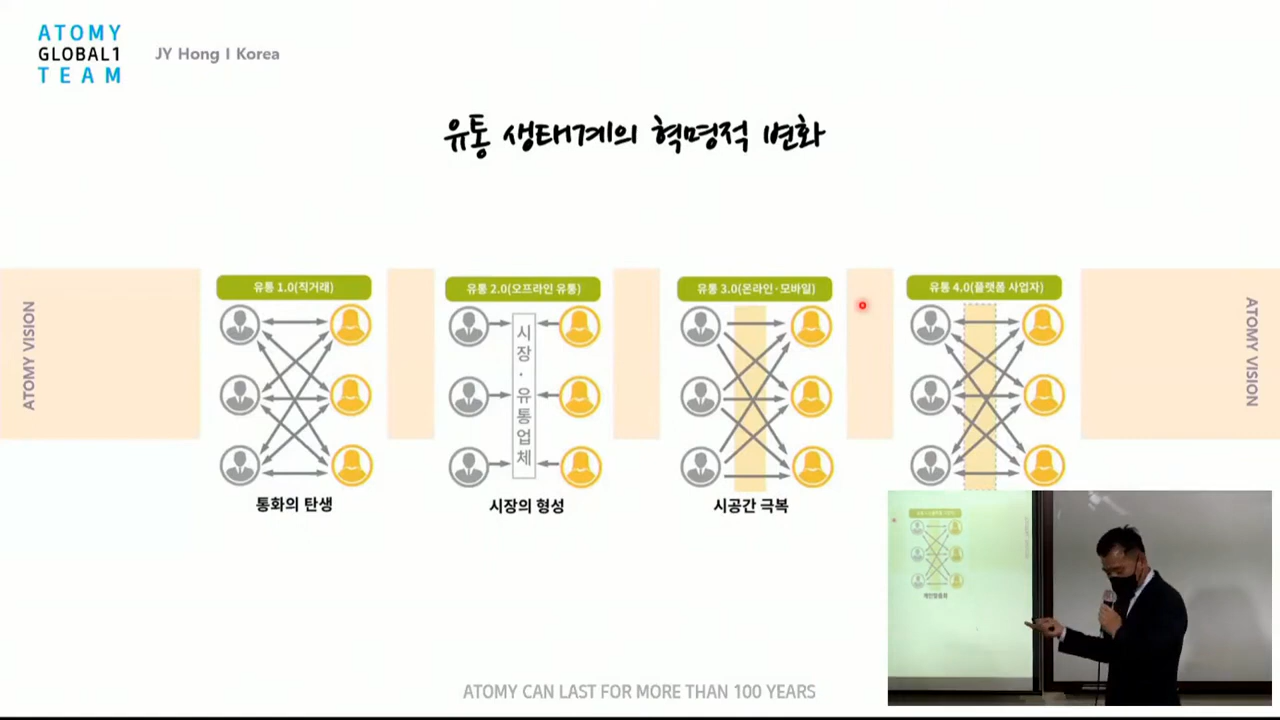 ATOMY
GLOBAL1
TEAM
JY Hong I Korea
유통 생태계의 혁명적 변화
ATOMY VISION
유통 1.0(직거래)
유통 2.0(오프라인 유통)
유통 3.0(온라인·모바일)
유통 4.0(플랫폼 사업자)
시장·유통업체
통화의 탄생
시장의 형성
시공간 극복
ATOMY VISION
ATOMY CAN LAST FOR MORE THAN 100 YEARS